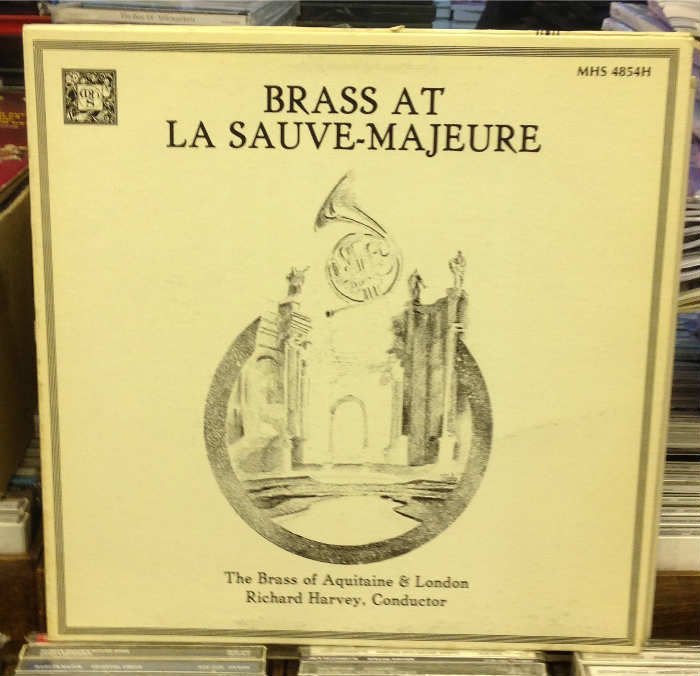 MHS 4854H
BRASS AT
LA SAUVE-MAJEURE
The Brass of Aquitaine & London
Richard Harvey, Conductor